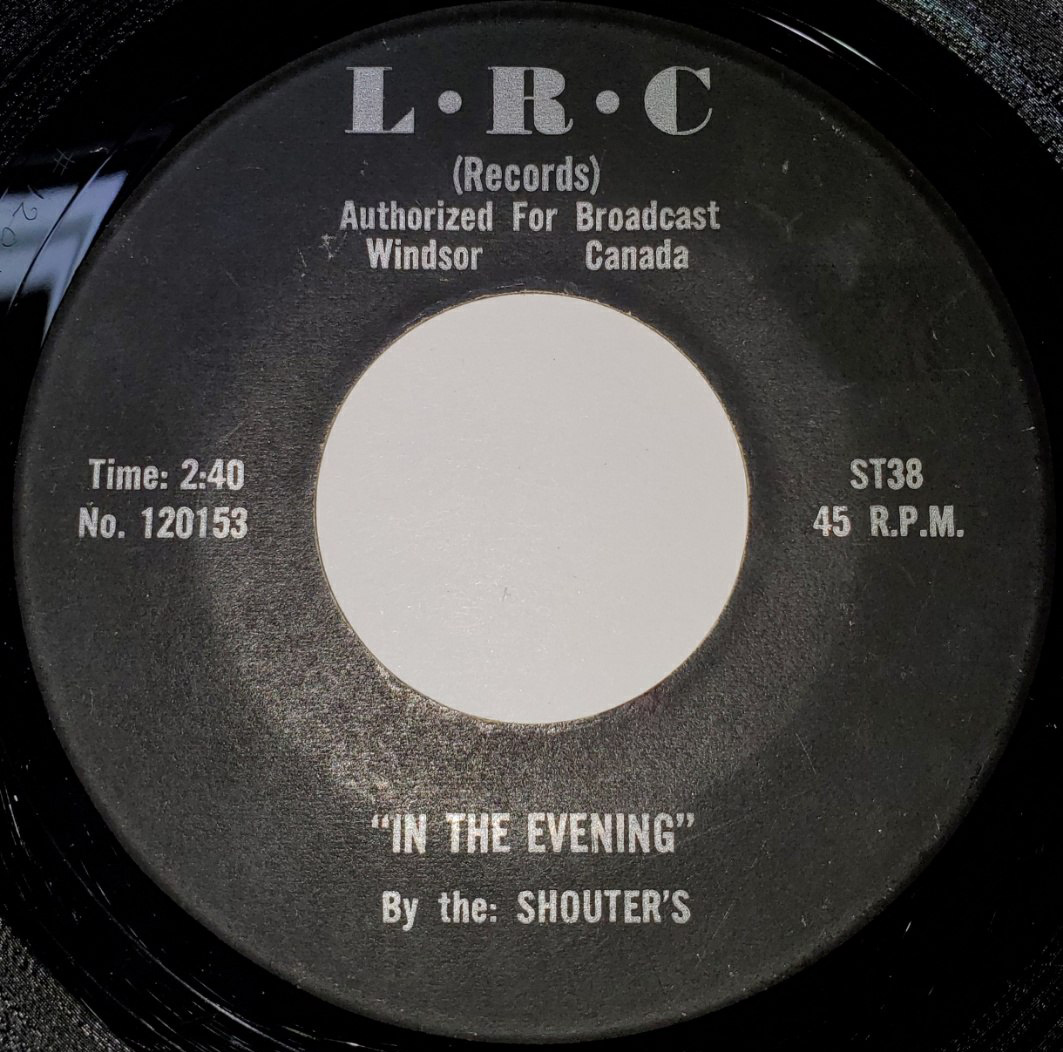 L·R·C
(Records)
Authorized For Broadcast
Windsor Canada
Time: 2:40
No. 120153
ST38
45 R.P.M.
“IN THE EVENING”
By the: SHOUTER’S